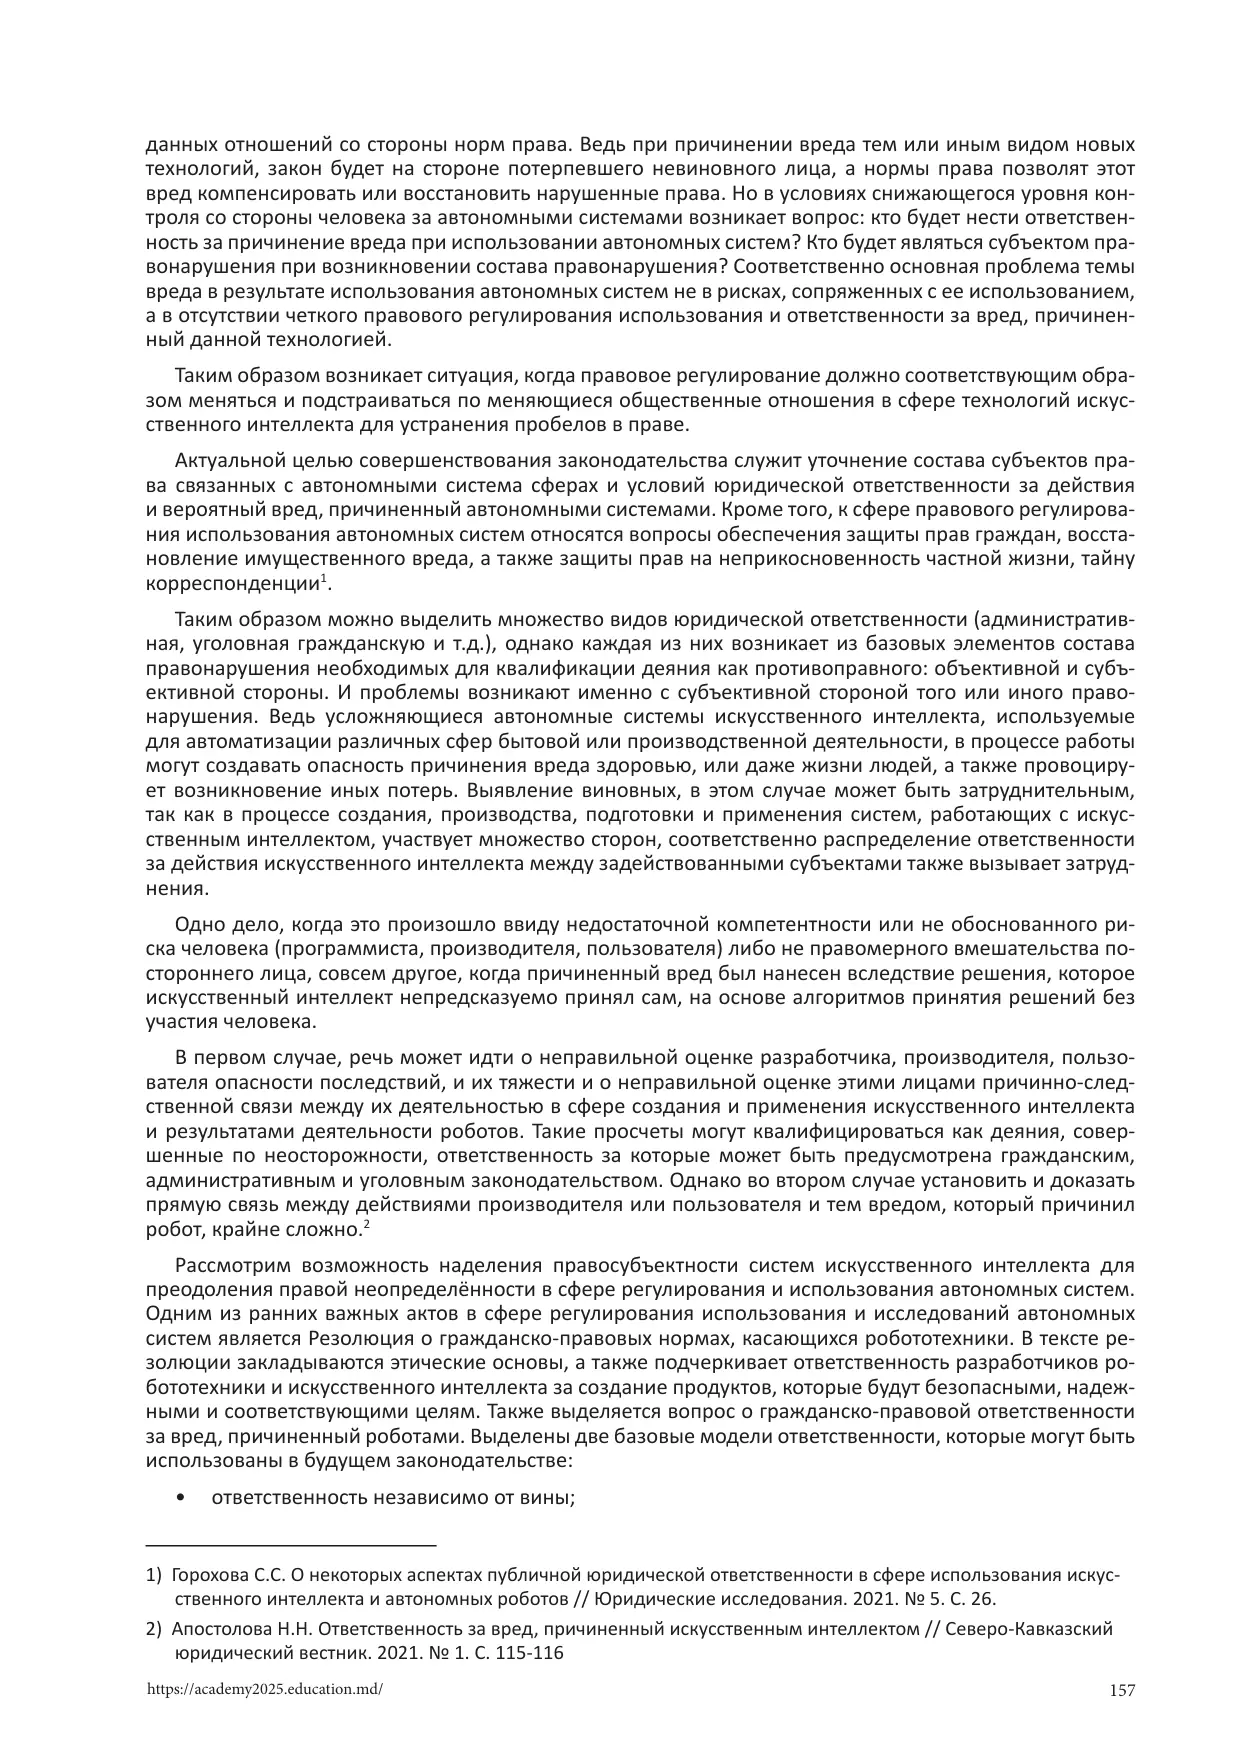 данных отношений со стороны норм права. Ведь при причинении вреда тем или иным видом новых
технологий, закон будет на стороне потерпевшего невиновного лица, а нормы права позволят этот
вред компенсировать или восстановить нарушенные права. Но в условиях снижающегося уровня кон-
троля со стороны человека за автономными системами возникает вопрос: кто будет нести ответствен-
ность за причинение вреда при использовании автономных систем? Кто будет являться субъектом пра-
вонарушения при возникновении состава правонарушения? Соответственно основная проблема темы
вреда в результате использования автономных систем не в рисках, сопряженных с ее использованием,
а в отсутствии четкого правового регулирования использования и ответственности за вред, причинен-
ный данной технологией.
Таким образом возникает ситуация, когда правовое регулирование должно соответствующим обра-
зом меняться и подстраиваться по меняющиеся общественные отношения в сфере технологий искус-
ственного интеллекта для устранения пробелов в праве.
Актуальной целью совершенствования законодательства служит уточнение состава субъектов пра-
ва связанных с автономными система сферах и условий юридической ответственности за действия
и вероятный вред, причиненный автономными системами. Кроме того, к сфере правового регулирова-
ния использования автономных систем относятся вопросы обеспечения защиты прав граждан, восста-
новление имущественного вреда, а также защиты прав на неприкосновенность частной жизни, тайну
корреспонденции1.
Таким образом можно выделить множество видов юридической ответственности (административ-
ная, уголовная гражданскую и т.д.), однако каждая из них возникает из базовых элементов состава
правонарушения необходимых для квалификации деяния как противоправного: объективной и субъ-
ективной стороны. И проблемы возникают именно с субъективной стороной того или иного право-
нарушения. Ведь усложняющиеся автономные системы искусственного интеллекта, используемые
для автоматизации различных сфер бытовой или производственной деятельности, в процессе работы
могут создавать опасность причинения вреда здоровью, или даже жизни людей, а также провоциру-
ет возникновение иных потерь. Выявление виновных, в этом случае может быть затруднительным,
так как в процессе создания, производства, подготовки и применения систем, работающих с искус-
ственным интеллектом, участвует множество сторон, соответственно распределение ответственности
за действия искусственного интеллекта между задействованными субъектами также вызывает затруд-
нения.
Одно дело, когда это произошло ввиду недостаточной компетентности или не обоснованного ри-
ска человека (программиста, производителя, пользователя) либо не правомерного вмешательства по-
стороннего лица, совсем другое, когда причиненный вред был нанесен вследствие решения, которое
искусственный интеллект непредсказуемо принял сам, на основе алгоритмов принятия решений без
участия человека.
В первом случае, речь может идти о неправильной оценке разработчика, производителя, пользо-
вателя опасности последствий, и их тяжести и о неправильной оценке этими лицами причинно-след-
ственной связи между их деятельностью в сфере создания и применения искусственного интеллекта
и результатами деятельности роботов. Такие просчеты могут квалифицироваться как деяния, совер-
шенные по неосторожности, ответственность за которые может быть предусмотрена гражданским,
административным и уголовным законодательством. Однако во втором случае установить и доказать
прямую связь между действиями производителя или пользователя и тем вредом, который причинил
робот, крайне сложно.2
Рассмотрим возможность наделения правосубъектности систем искусственного интеллекта для
преодоления правой неопределённости в сфере регулирования и использования автономных систем.
Одним из ранних важных актов в сфере регулирования использования и исследований автономных
систем является Резолюция о гражданско-правовых нормах, касающихся робототехники. В тексте ре-
золюции закладываются этические основы, а также подчеркивает ответственность разработчиков ро-
бототехники и искусственного интеллекта за создание продуктов, которые будут безопасными, надеж-
ными и соответствующими целям. Также выделяется вопрос о гражданско-правовой ответственности
за вред, причиненный роботами. Выделены две базовые модели ответственности, которые могут быть
использованы в будущем законодательстве:
• ответственность независимо от вины;
1) Горохова С.С. О некоторых аспектах публичной юридической ответственности в сфере использования искус-
ственного интеллекта и автономных роботов // Юридические исследования. 2021. № 5. С. 26.
2) Апостолова Н.Н. Ответственность за вред, причиненный искусственным интеллектом // Северо-Кавказский
юридический вестник. 2021. № 1. С. 115-116
https://academy2025.education.md/
157